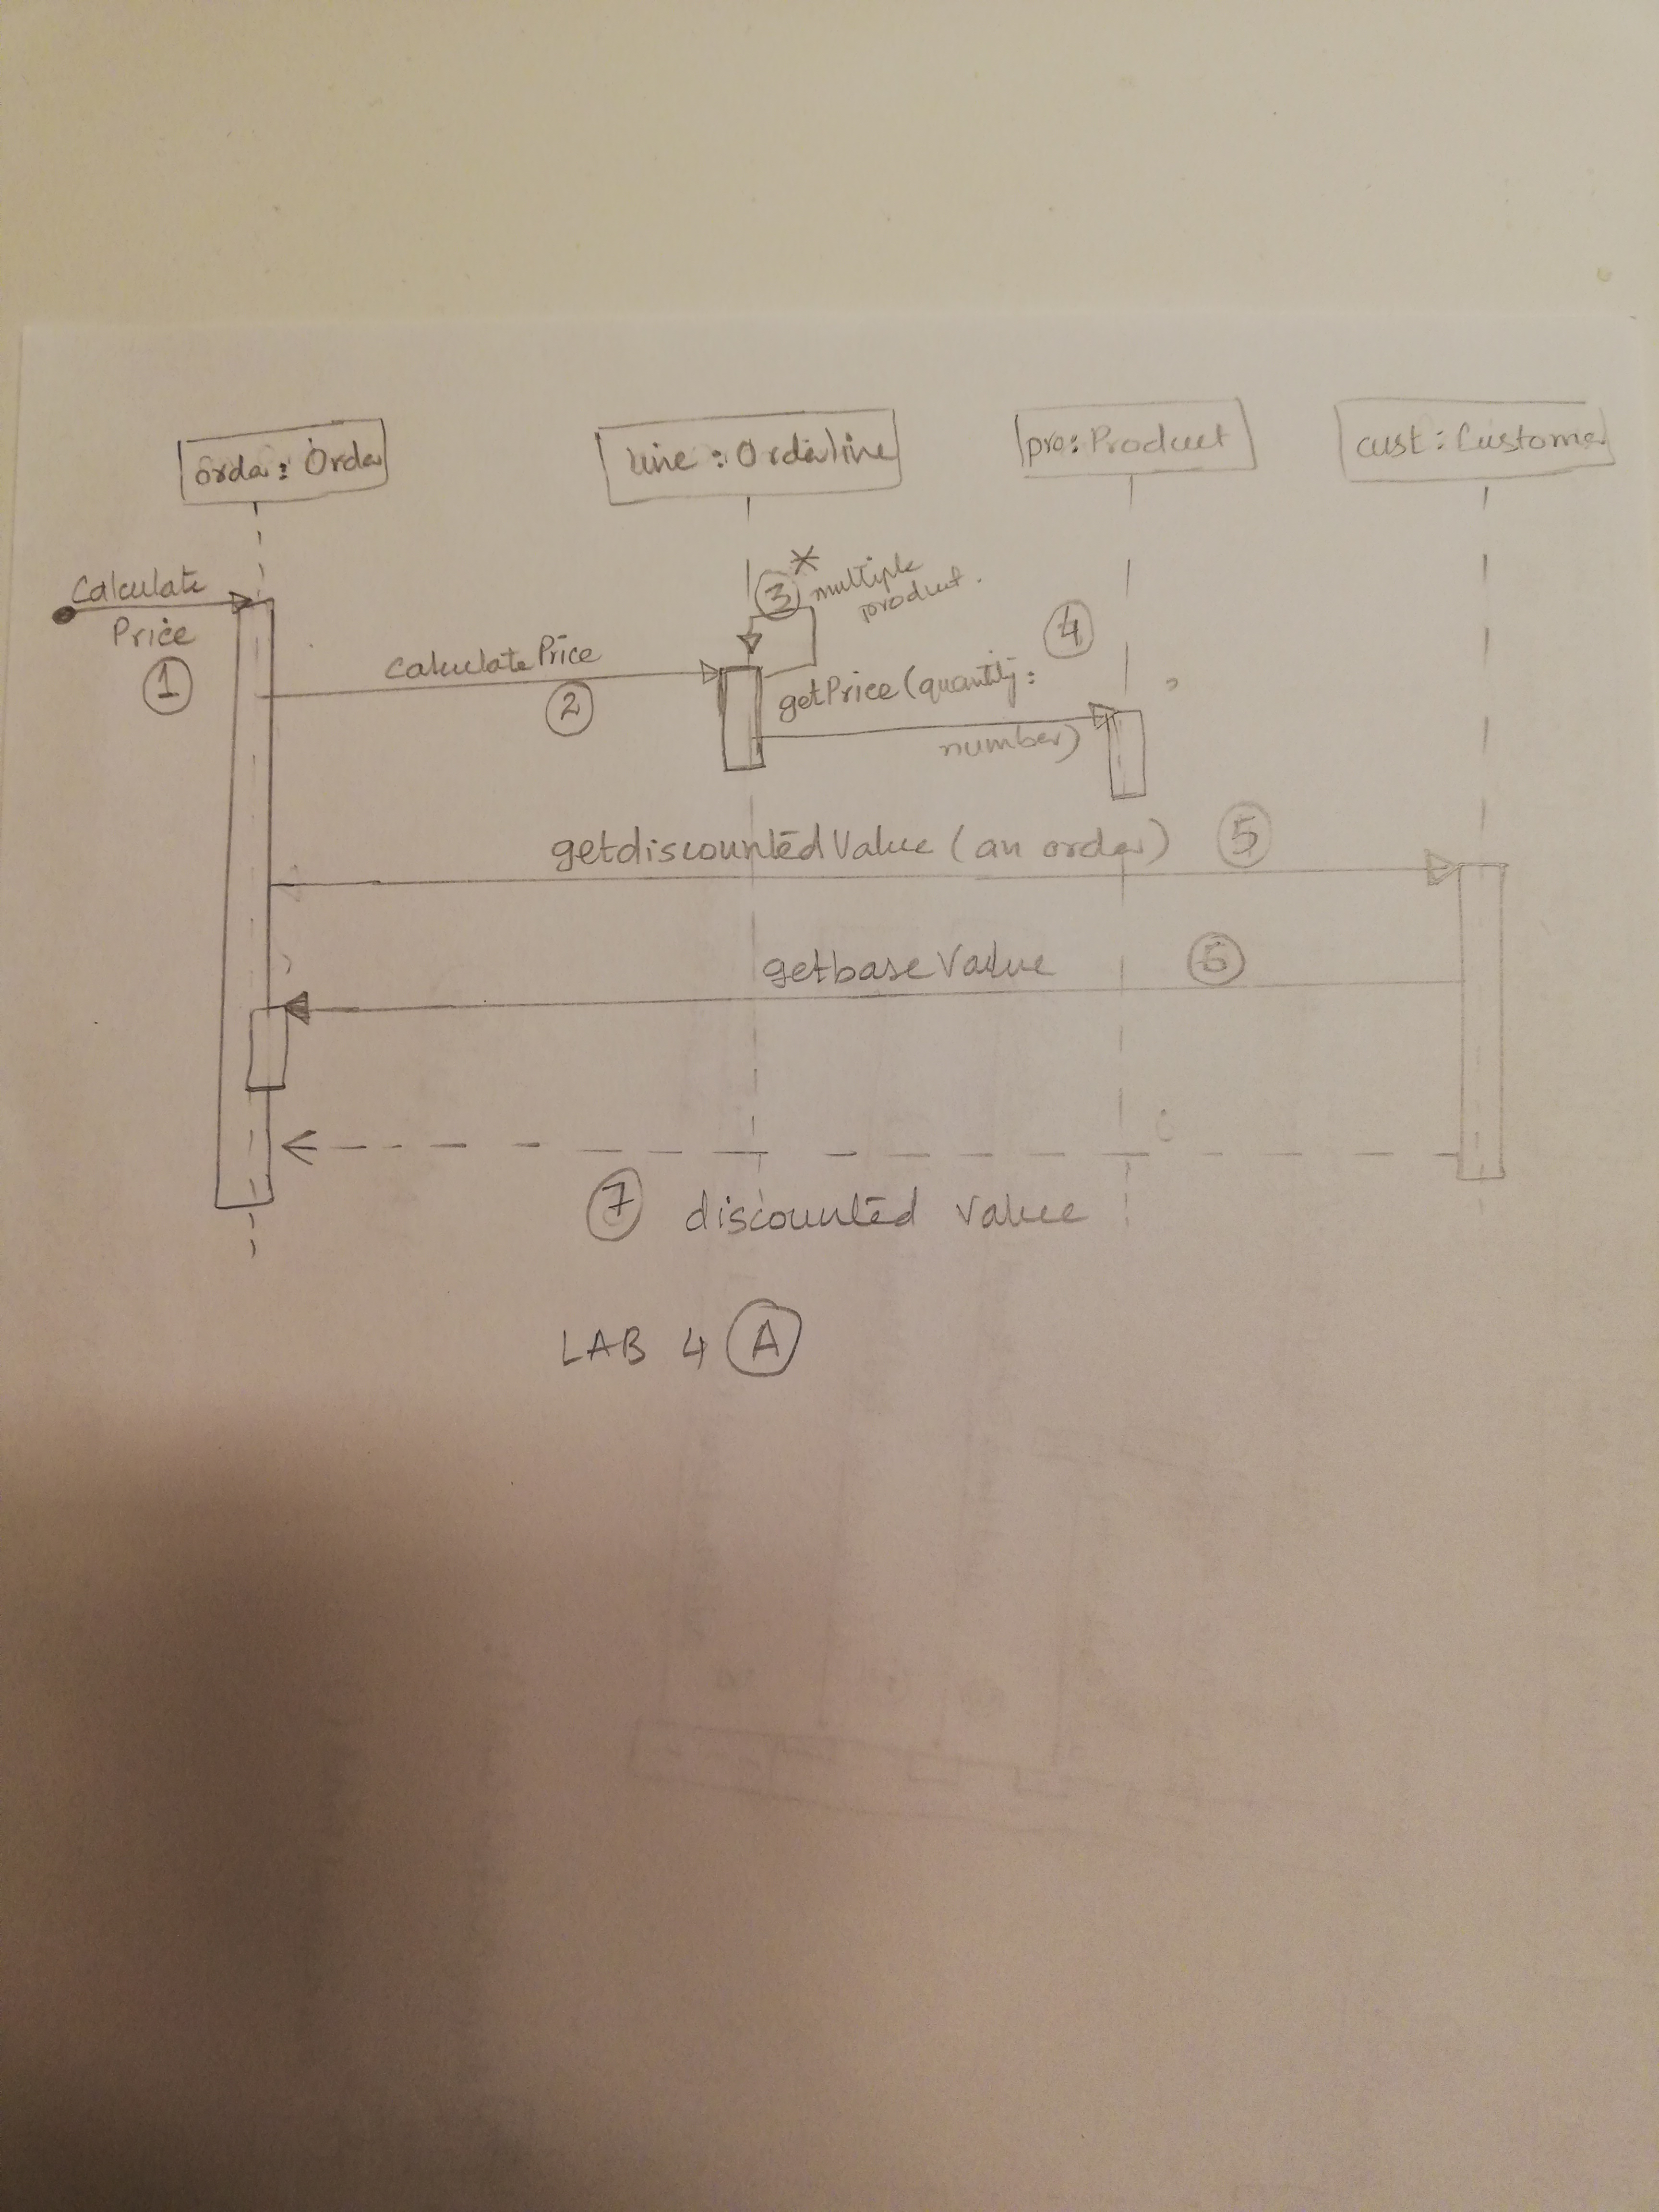 order: Order
line: Orderline
pro: Product
cust: Customer
Calculate
Price
1
calculate Price
2
*
3
multiple
product.
4
getPrice (quantity:
number)
getdiscounted Value (an order)
5
getbase Value
6
7
discounted value
LAB 4 A